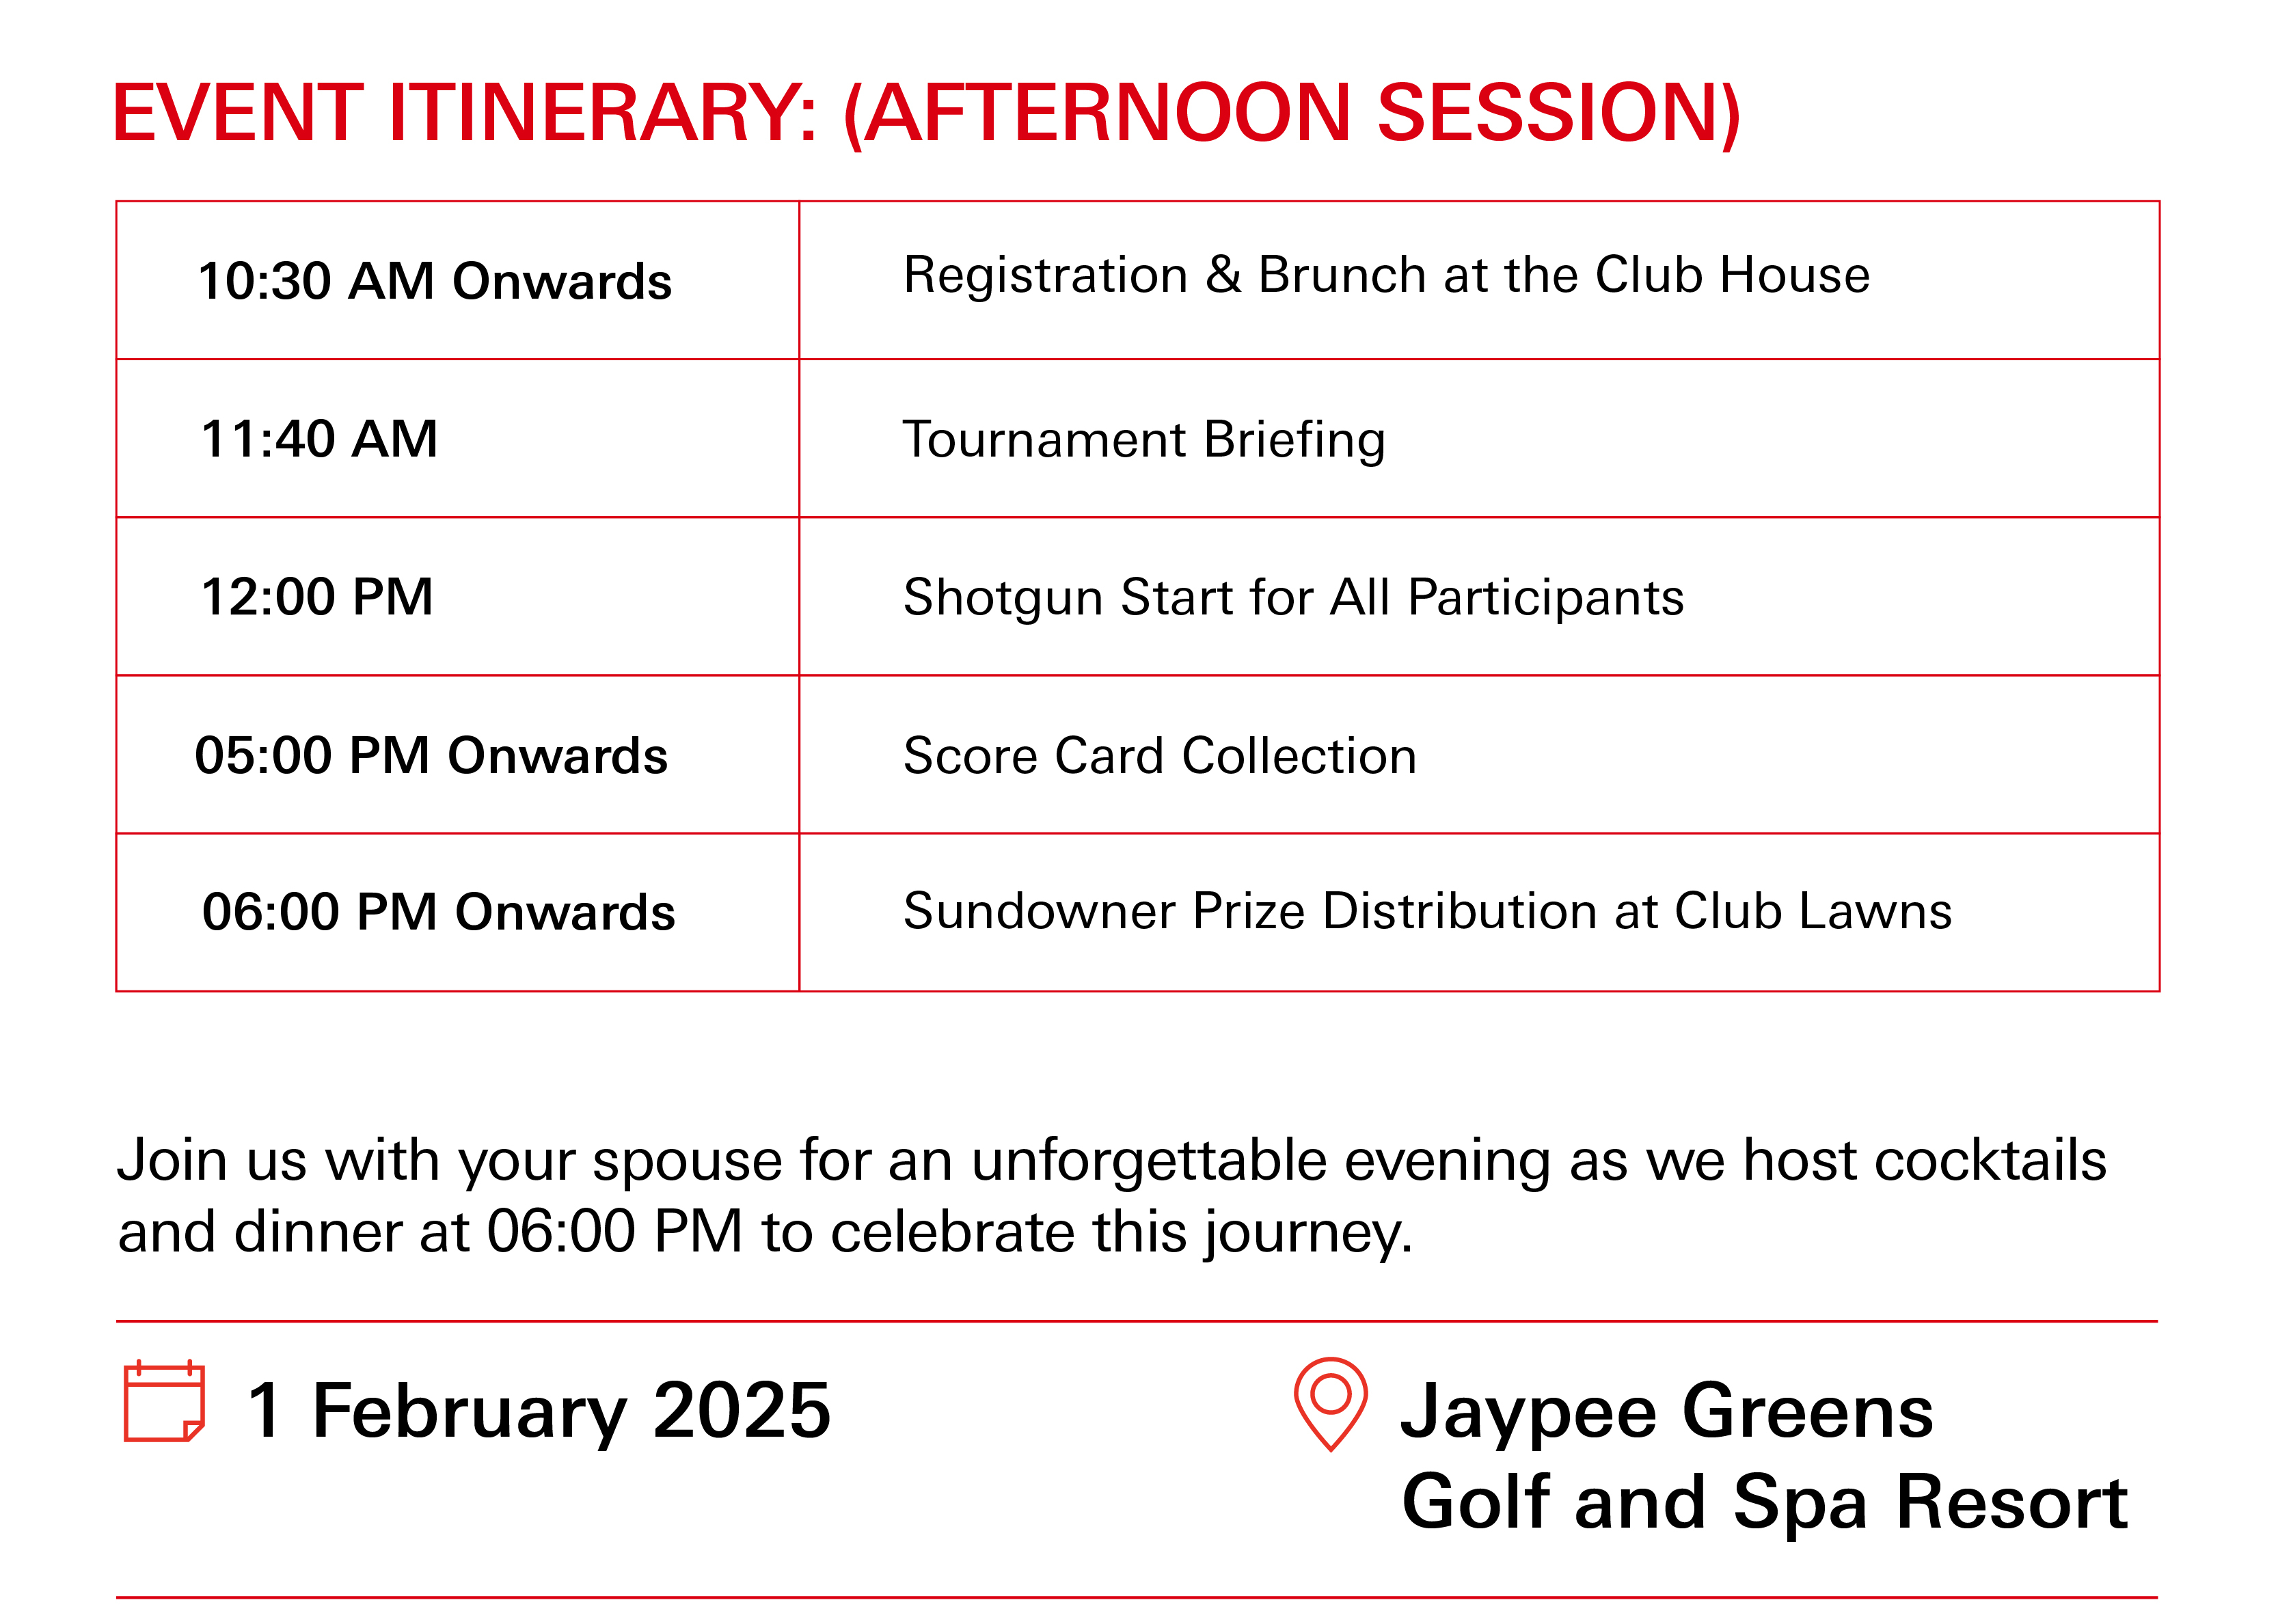 EVENT ITINERARY: (AFTERNOON SESSION)
10:30 AM Onwards Registration & Brunch at the Club House
11:40 AM Tournament Briefing
12:00 PM Shotgun Start for All Participants
05:00 PM Onwards Score Card Collection
06:00 PM Onwards Sundowner Prize Distribution at Club Lawns
Join us with your spouse for an unforgettable evening as we host cocktails
and dinner at 06:00 PM to celebrate this journey.
1 February 2025
Jaypee Greens
Golf and Spa Resort